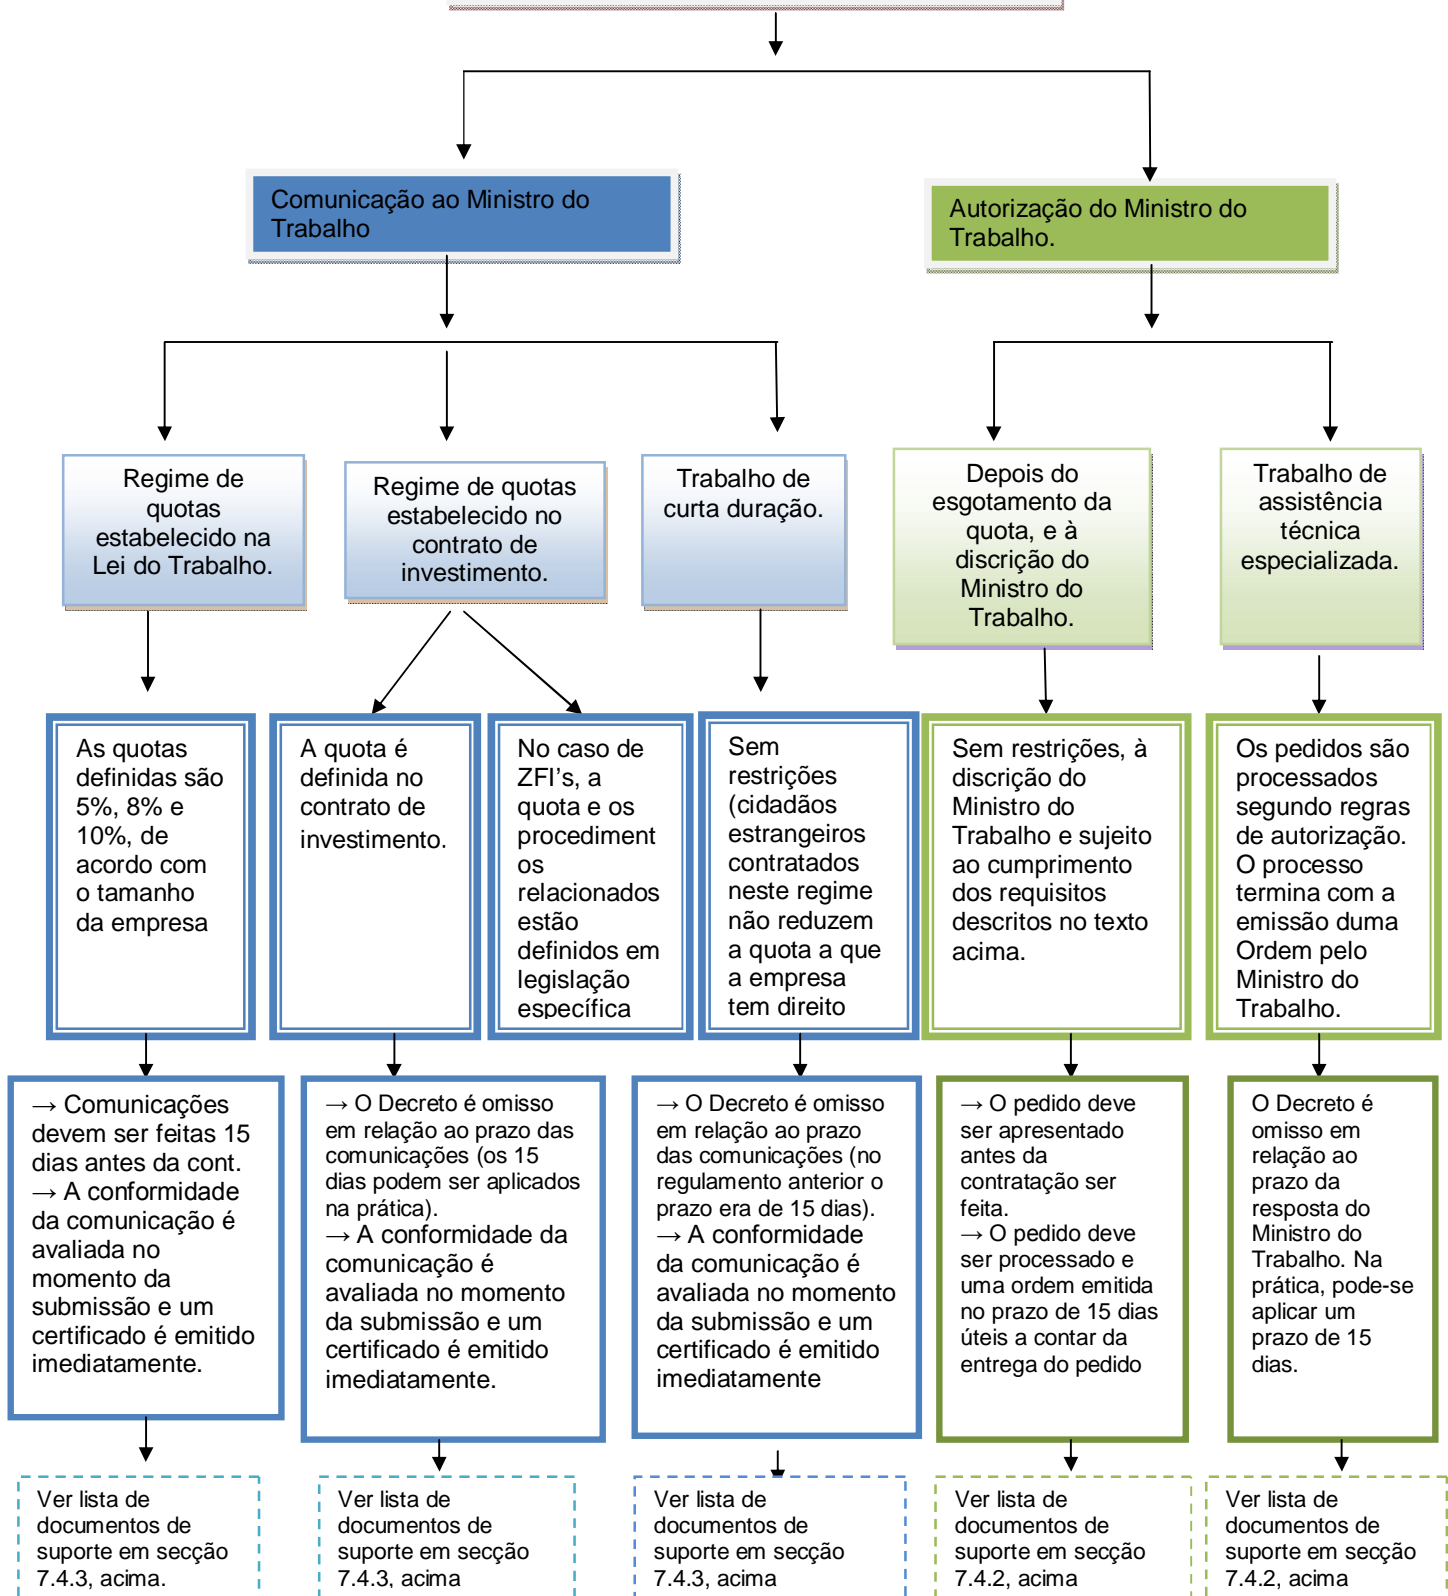 Comunicação ao Ministro do
Trabalho
Autorização do Ministro do
Trabalho.
Regime de
quotas
estabelecido na
Lei do Trabalho.
Regime de quotas
estabelecido no
contrato de
investimento.
Trabalho de
curta duração.
Depois do
esgotamento da
quota, e à
discrição do
Ministro do
Trabalho.
Trabalho de
assistência
técnica
especializada.
As quotas
definidas são
5%, 8% e
10%, de
acordo com
o tamanho
da empresa
A quota é
definida no
contrato de
investimento.
No caso de
ZFI's, a
quota e os
procediment
os
relacionados
estão
definidos em
legislação
específica
Sem
restrições
(cidadãos
estrangeiros
contratados
neste regime
não reduzem
a quota a que
a empresa
tem direito
Sem restrições, à
discrição do
Ministro do
Trabalho e sujeito
ao cumprimento
dos requisitos
descritos no texto
acima.
Os pedidos são
processados
segundo regras
de autorização.
O processo
termina com a
emissão duma
Ordem pelo
Ministro do
Trabalho.
→ Comunicações
devem ser feitas 15
dias antes da cont.
→ A conformidade
da comunicação é
avaliada no
momento da
submissão e um
certificado é emitido
imediatamente.
→ O Decreto é omisso
em relação ao prazo das
comunicações (os 15
dias podem ser aplicados
na prática).
→ A conformidade da
comunicação é
avaliada no momento
da submissão e um
certificado é emitido
imediatamente.
→ O Decreto é omisso
em relação ao prazo
das comunicações (no
regulamento anterior o
prazo era de 15 dias).
→ A conformidade
da comunicação é
avaliada no momento
da submissão e um
certificado é emitido
imediatamente
→ O pedido deve
ser apresentado
antes da
contratação ser
feita.
→ O pedido deve
ser processado e
uma ordem emitida
no prazo de 15 dias
úteis a contar da
entrega do pedido
O Decreto é
omisso em
relação ao
prazo da
resposta do
Ministro do
Trabalho. Na
prática, pode-se
aplicar um
prazo de 15
dias.
Ver lista de
documentos de
suporte em secção
7.4.3, acima.
Ver lista de
documentos de
suporte em secção
7.4.3, acima
Ver lista de
documentos de
suporte em secção
7.4.3, acima
Ver lista de
documentos de
suporte em secção
7.4.2, acima
Ver lista de
documentos de
suporte em secção
7.4.2, acima